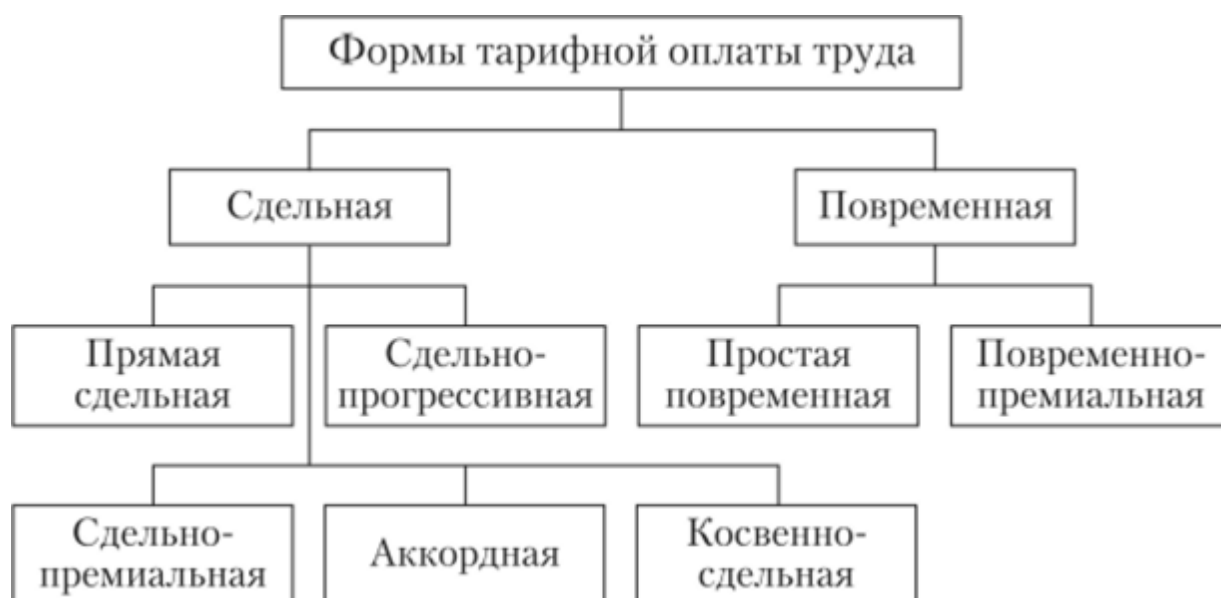 Формы тарифной оплаты труда
Сдельная
Повременная
Прямая
сдельная
Сдельно-
прогрессивная
Простая
повременная
Повременно-
премиальная
Сдельно-
премиальная
Аккордная
Косвенно-
сдельная